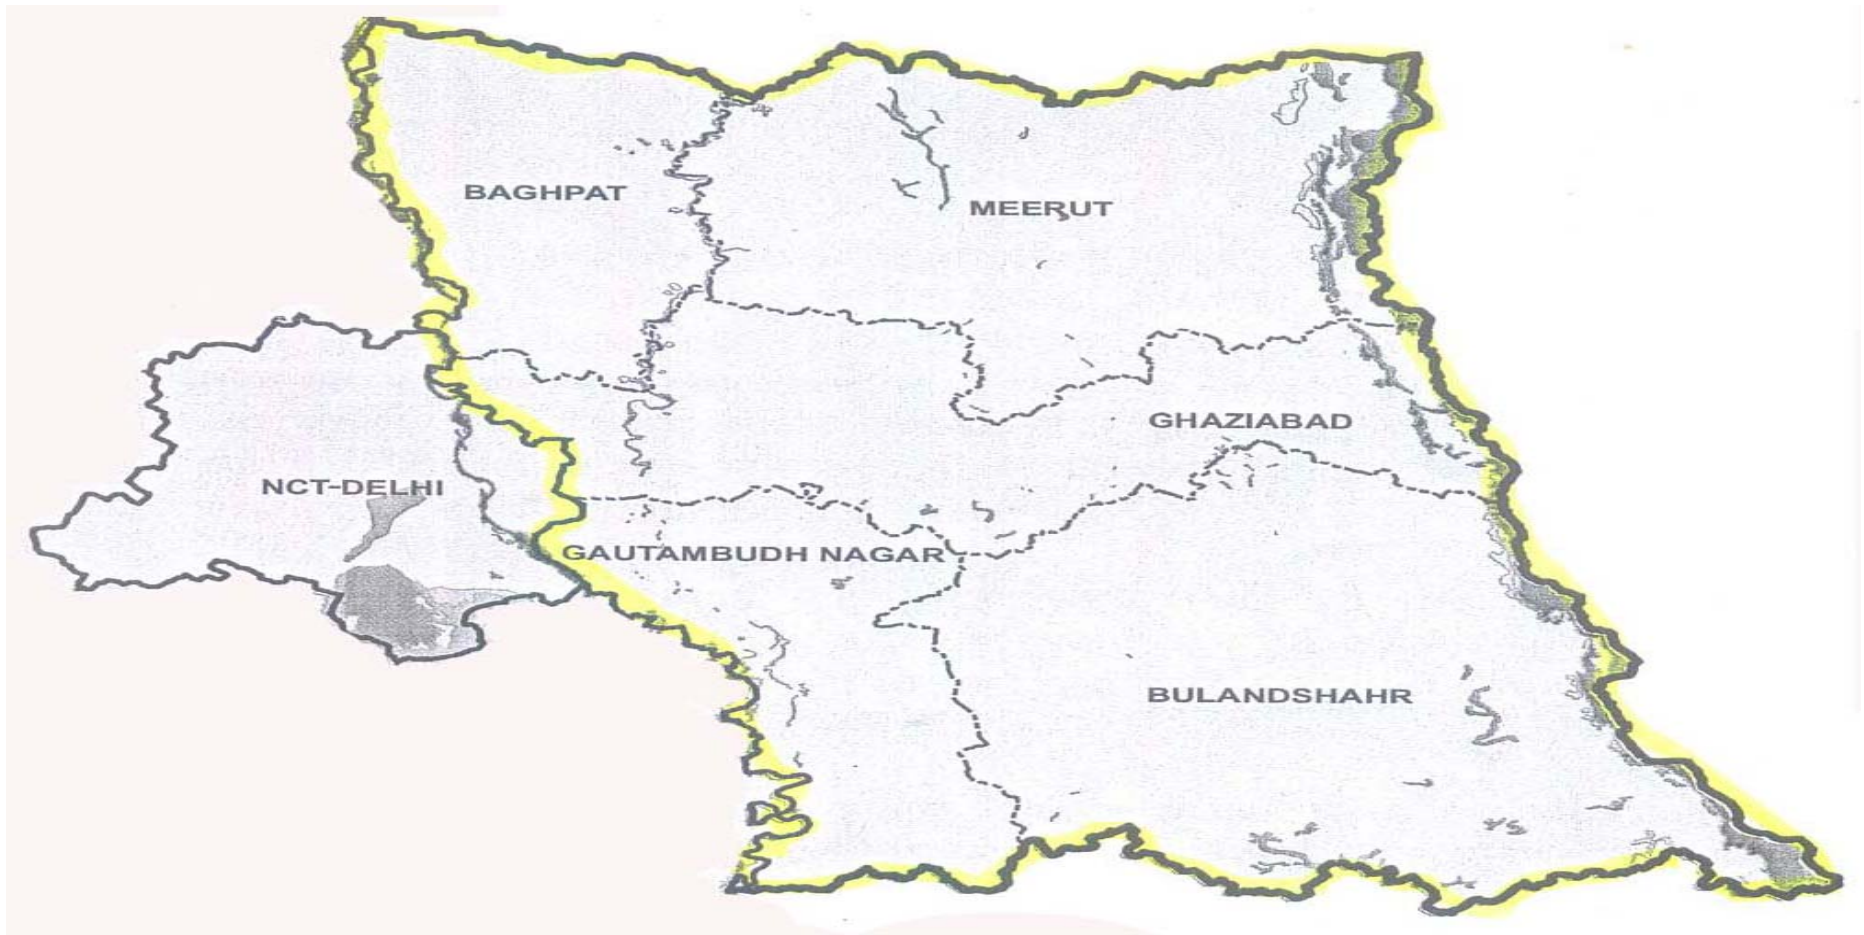 BAGHPAT
MEERUT
GHAZIABAD
NCT-DELHI
GAUTAMBUDH NAGAR
BULANDSHAHR